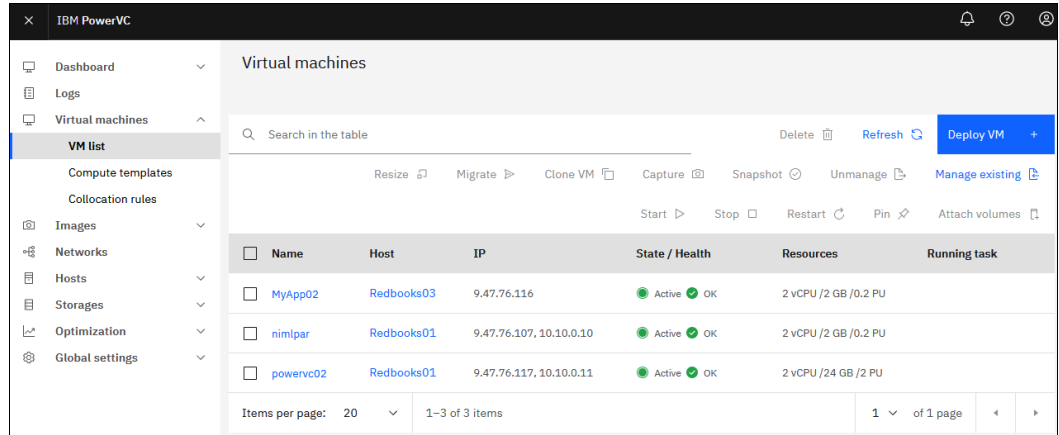 IBM PowerVC
Dashboard
Logs
Virtual machines
VM list
Compute templates
Collocation rules
Images
Networks
Hosts
Storages
Optimization
Global settings
Virtual machines
Search in the table Delete Refresh Deploy VM +
Resize Migrate Clone VM Capture Snapshot Unmanage Manage existing
Start Stop Restart Pin Attach volumes
Name Host IP State / Health Resources Running task
MyApp02 Redbooks03 9.47.76.116 Active OK 2 vCPU /2 GB /0.2 PU
nimlpar Redbooks01 9.47.76.107, 10.10.0.10 Active OK 2 vCPU /2 GB /0.2 PU
powervc02 Redbooks01 9.47.76.117, 10.10.0.11 Active OK 2 vCPU /24 GB /2 PU
Items per page: 20 1–3 of 3 items 1 of 1 page